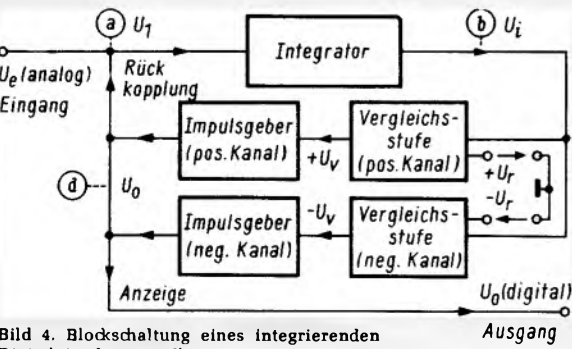 a
U₁
b
Uᵢ
Uₑ (analog)
Eingang
Rück
kopplung
Integrator
Impulsgeber
(pos. Kanal)
+Uᵥ
Vergleichs-
stufe
(pos. Kanal)
+Uᵣ
-Uᵣ
d
U₀
Impulsgeber
(neg. Kanal)
-Uᵥ
Vergleichs-
stufe
(neg. Kanal)
Anzeige
U₀ (digital)
Ausgang
Bild 4. Blockschaltung eines integrierenden